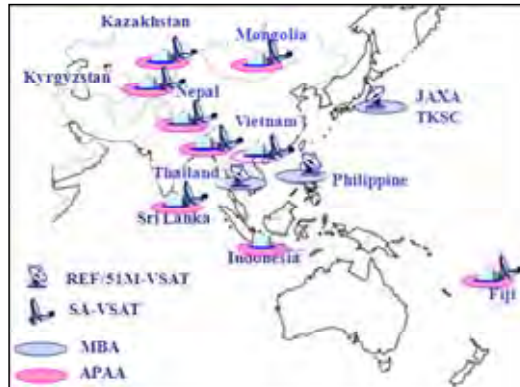 Kazakhstan
Mongolia
Kyrgyzstan
Nepal
JAXA
TKSC
Vietnam
Thailand
Philippine
Sri Lanka
Indonesia
Fiji
REF/51M-VSAT
SA-VSAT
MBA
APAA